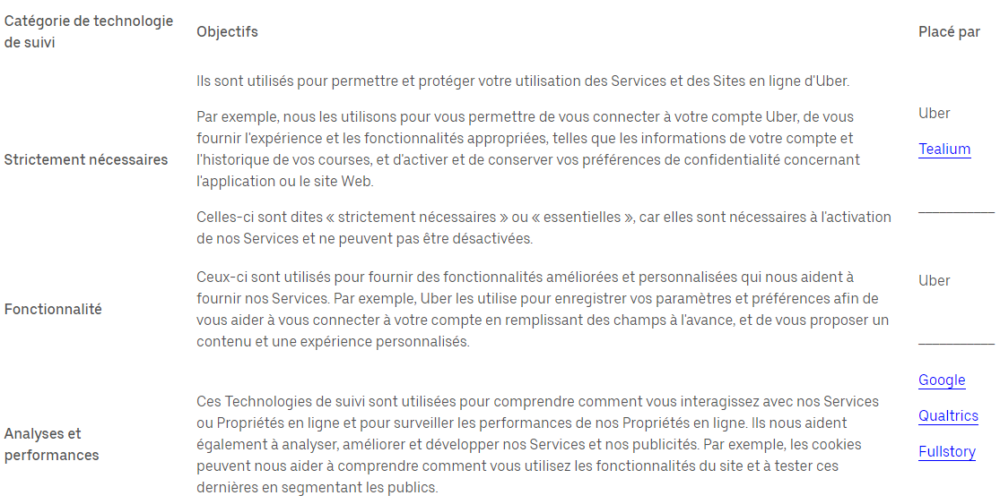 Catégorie de technologie
de suivi
Objectifs
Placé par
Ils sont utilisés pour permettre et protéger votre utilisation des Services et des Sites en ligne d'Uber.
Par exemple, nous les utilisons pour vous permettre de vous connecter à votre compte Uber, de vous
fournir l'expérience et les fonctionnalités appropriées, telles que les informations de votre compte et
l'historique de vos courses, et d'activer et de conserver vos préférences de confidentialité concernant
l'application ou le site Web.
Celles-ci sont dites « strictement nécessaires » ou « essentielles », car elles sont nécessaires à l'activation
de nos Services et ne peuvent pas être désactivées.
Strictement nécessaires
Uber
Tealium
___________
Fonctionnalité
Ceux-ci sont utilisés pour fournir des fonctionnalités améliorées et personnalisées qui nous aident à
fournir nos Services. Par exemple, Uber les utilise pour enregistrer vos paramètres et préférences afin de
vous aider à vous connecter à votre compte en remplissant des champs à l'avance, et de vous proposer un
contenu et une expérience personnalisés.
Uber
___________
Analyses et
performances
Ces Technologies de suivi sont utilisées pour comprendre comment vous interagissez avec nos Services
ou Propriétés en ligne et pour surveiller les performances de nos Propriétés en ligne. Ils nous aident
également à analyser, améliorer et développer nos Services et nos publicités. Par exemple, les cookies
peuvent nous aider à comprendre comment vous utilisez les fonctionnalités du site et à tester ces
dernières en segmentant les publics.
Google
Qualtrics
Fullstory